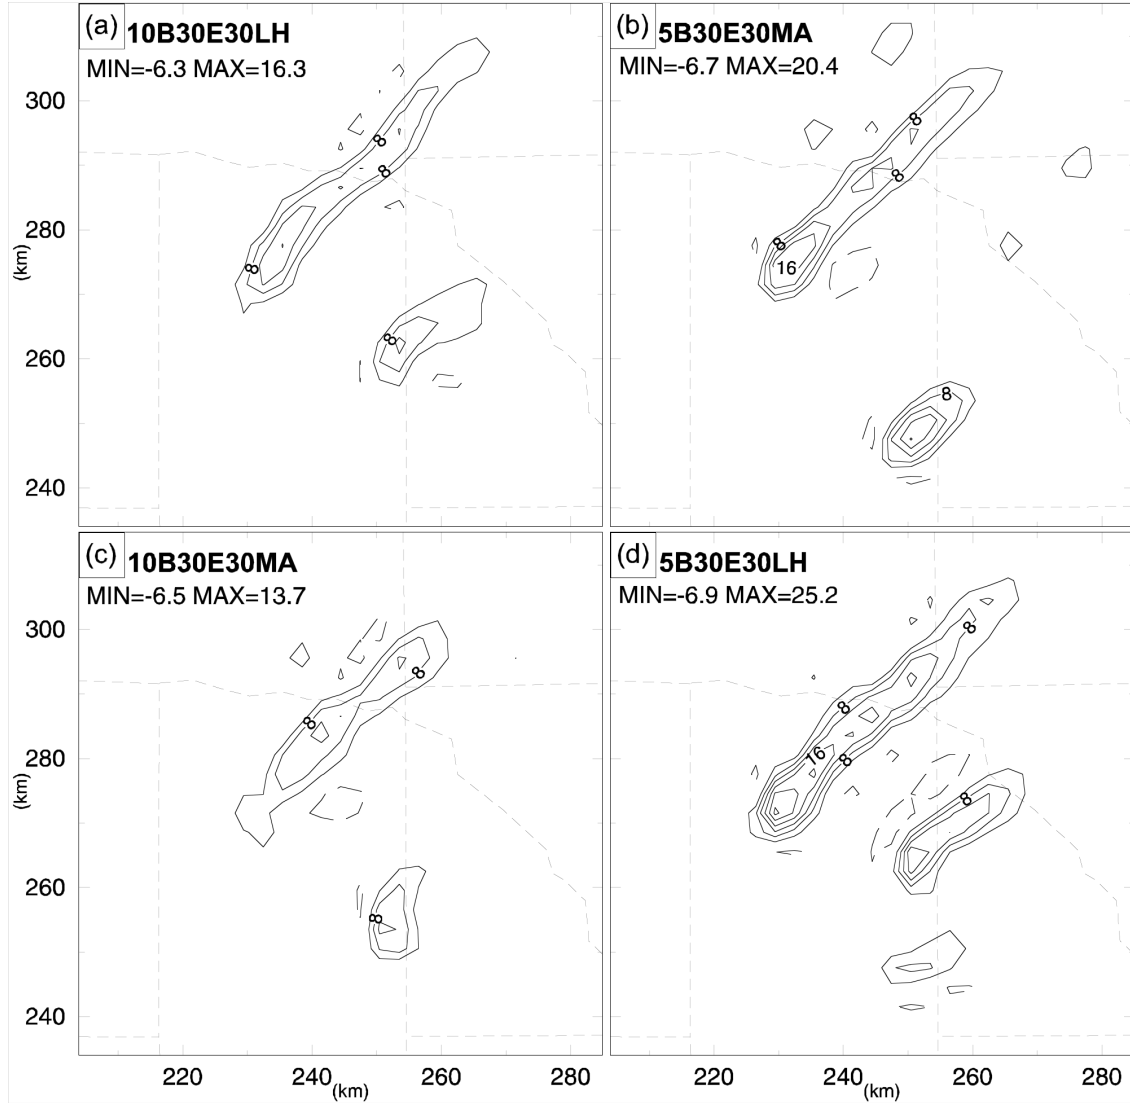 (a) 10B30E30LH
MIN=-6.3 MAX=16.3
(b) 5B30E30MA
MIN=-6.7 MAX=20.4
300
280
260
240
(km)
8
8
8
8
8
8
8
16
8
(c) 10B30E30MA
MIN=-6.5 MAX=13.7
(d) 5B30E30LH
MIN=-6.9 MAX=25.2
300
280
260
240
(km)
8
8
8
8
8
16
8
8
220 240 (km) 260 280
220 240 (km) 260 280